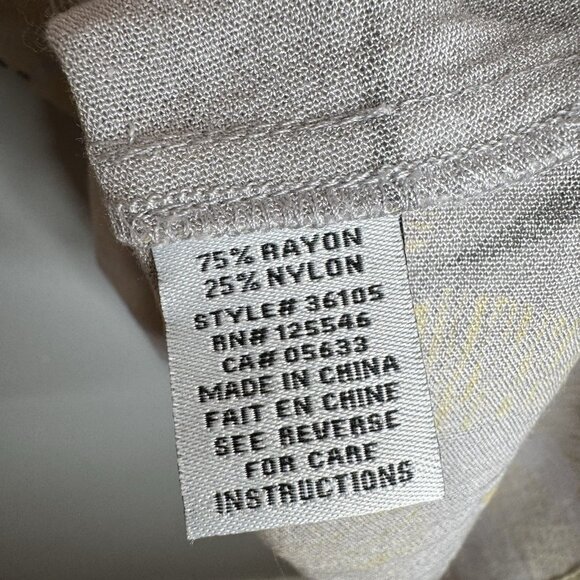 75% RAYON
25% NYLON
STYLE# 36105
RN# 125546
CA# 05633
MADE IN CHINA
FAIT EN CHINE
SEE REVERSE
FOR CARE
INSTRUCTIONS